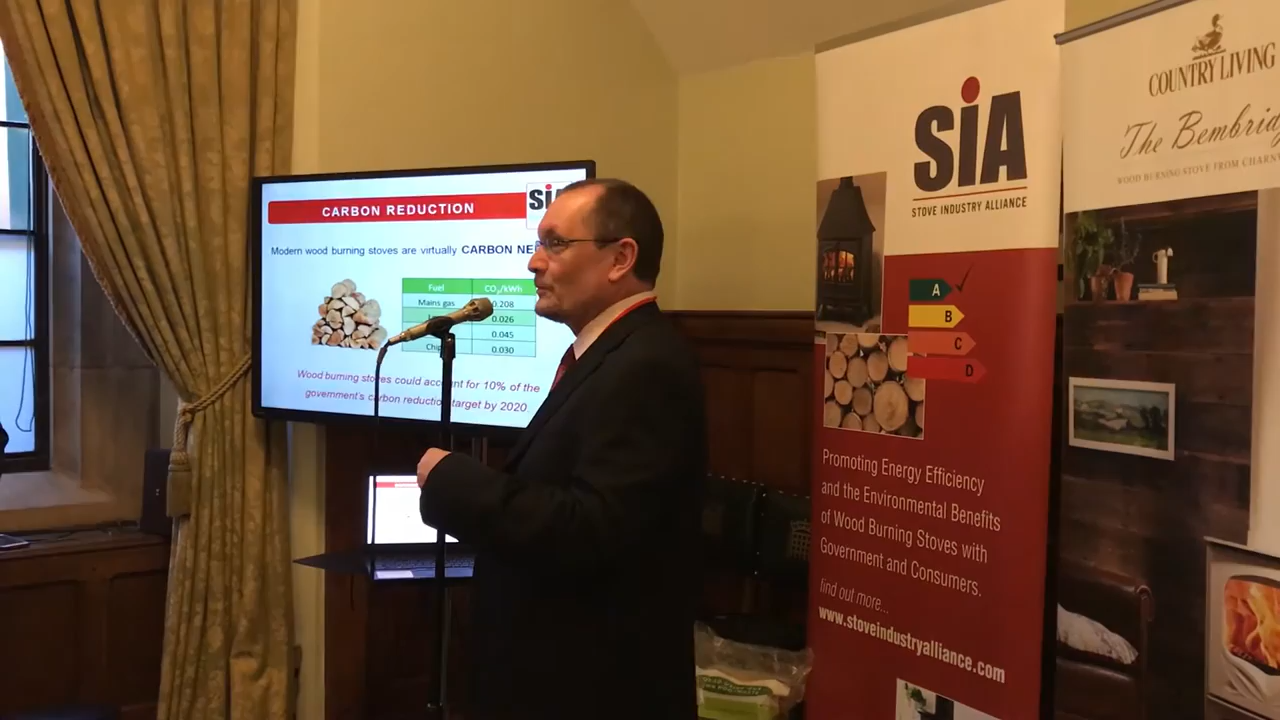 CARBON REDUCTION
SiA
Modern wood burning stoves are virtually CARBON NE
Fuel CO2/kWh
Mains gas 0.208
0.026
0.045
Chip 0.030
Wood burning stoves could account for 10% of the
government's carbon reduction target by 2020.
SiA
STOVE INDUSTRY ALLIANCE
A
B
C
D
Promoting Energy Efficiency
and the Environmental Benefits
of Wood Burning Stoves with
Government and Consumers.
find out more...
www.stoveindustryalliance.com
COUNTRY LIVING
The Bembrid
WOOD BURNING STOVE FROM CHARN